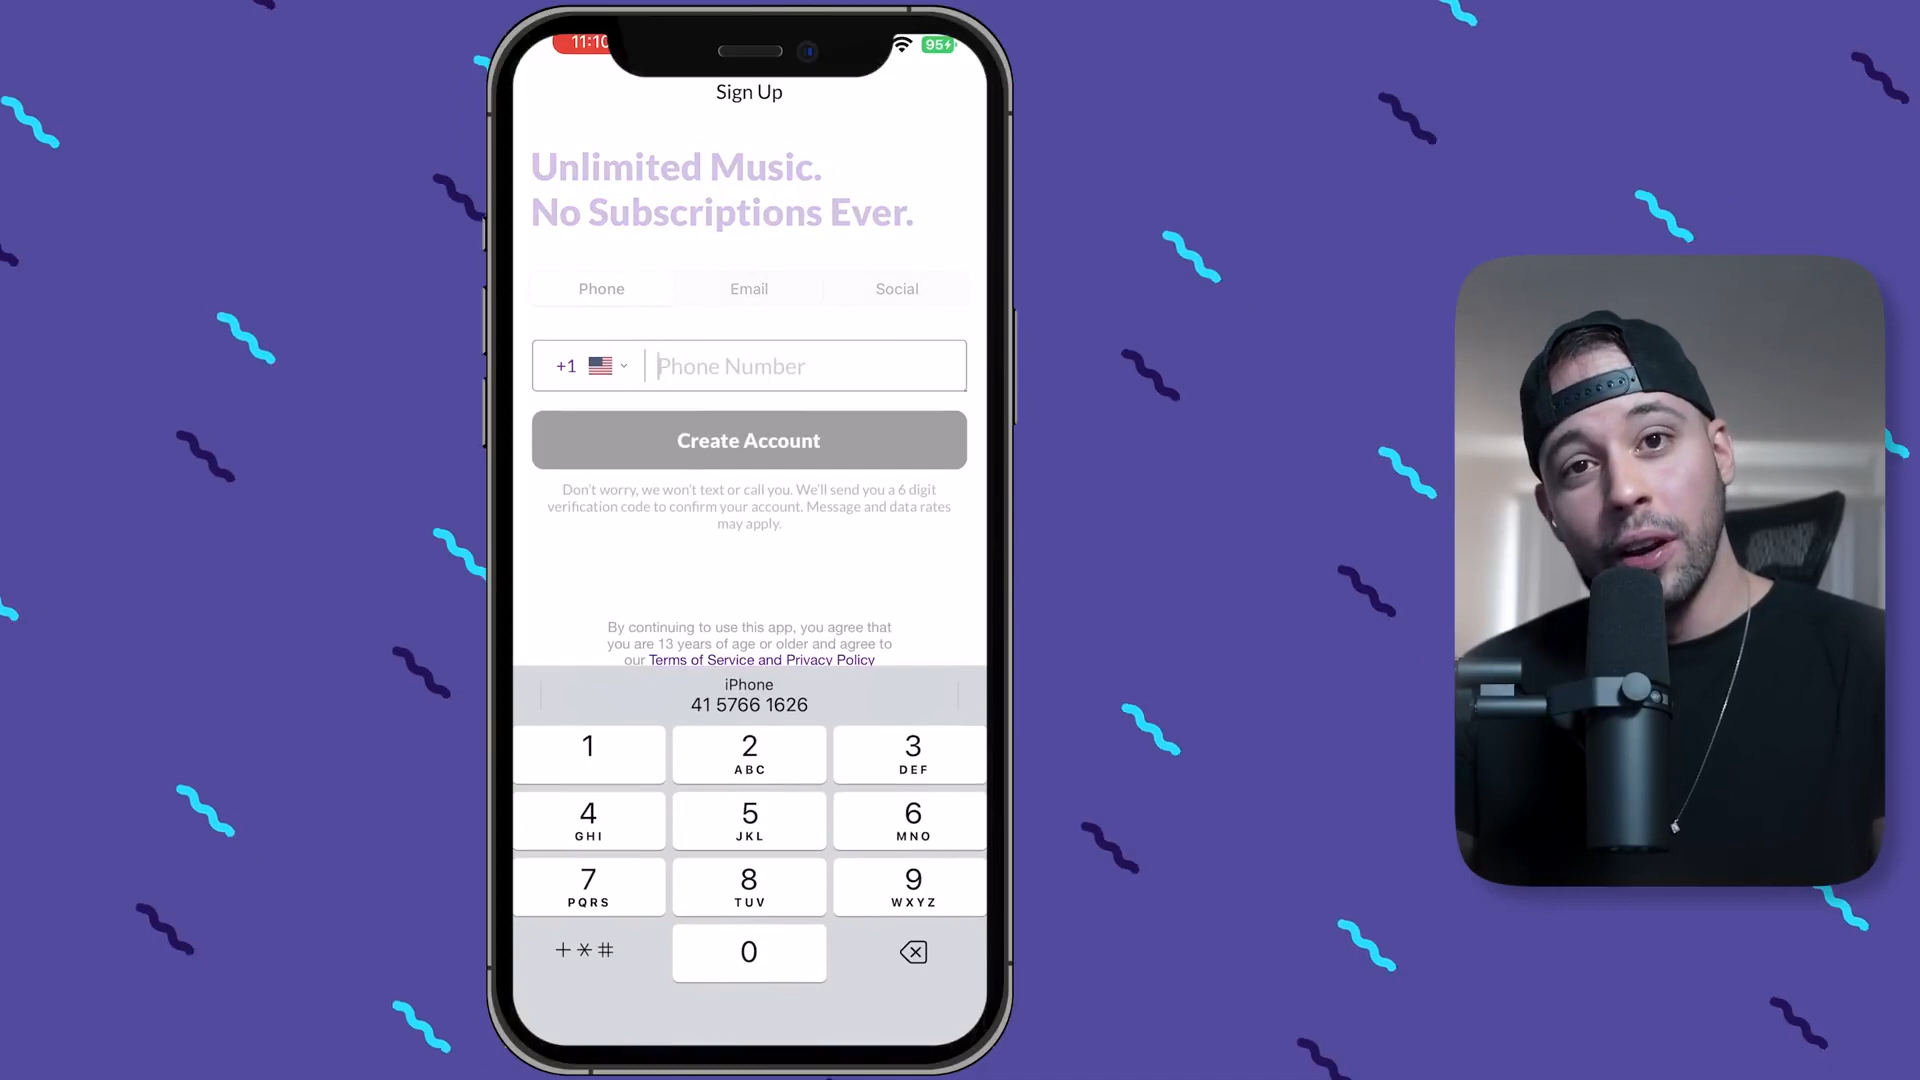 11:10
95
Sign Up
Unlimited Music.
No Subscriptions Ever.
Phone Email Social
+1 Phone Number
Create Account
Don't worry, we won't text or call you. We'll send you a 6 digit
verification code to confirm your account. Message and data rates
may apply.
By continuing to use this app, you agree that
you are 13 years of age or older and agree to
our Terms of Service and Privacy Policy
iPhone
41 5766 1626
1 2 3
ABC DEF
4 5 6
GHI JKL MNO
7 8 9
PQRS TUV WXYZ
+*# 0